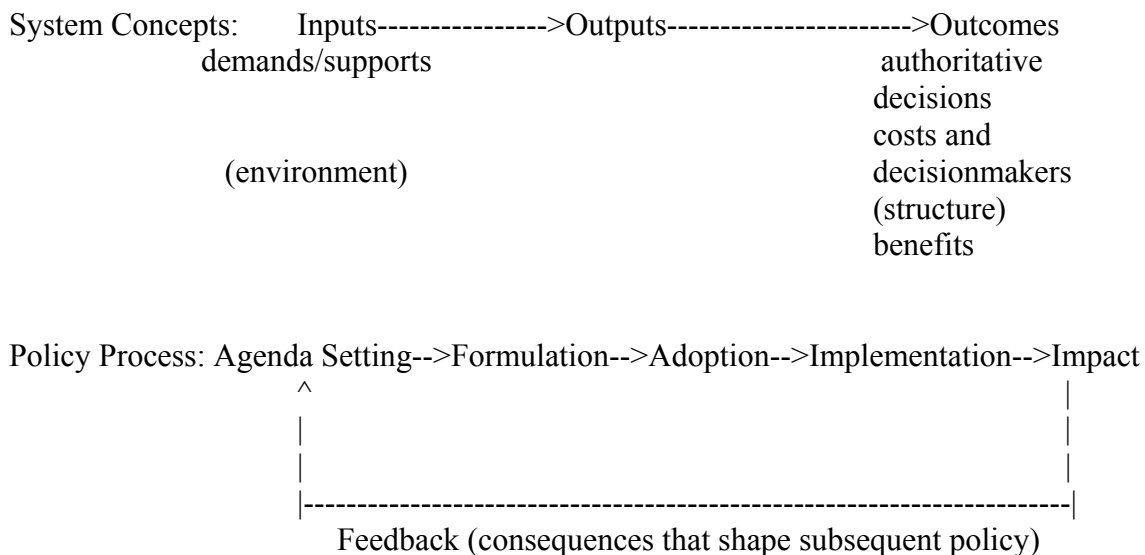 System Concepts: Inputs---------------->Outputs----------------------->Outcomes
demands/supports authoritative
decisions
costs and
(environment) decisionmakers
(structure)
benefits
Policy Process: Agenda Setting-->Formulation-->Adoption-->Implementation-->Impact
^ |
| |
| |
|------------------------------------------------------------------------|
Feedback (consequences that shape subsequent policy)